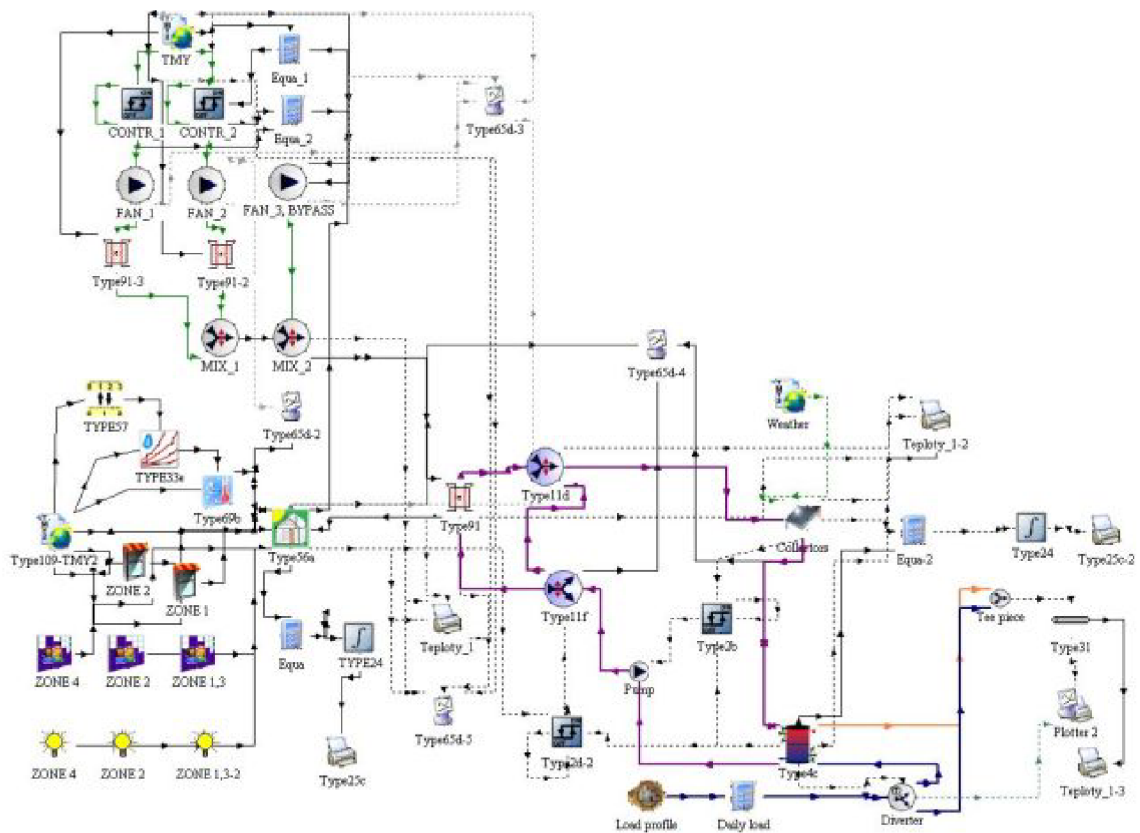 TMY
Equa_1
CONTR_1
CONTR_2
Equa_2
Type65d-3
FAN_1
FAN_2
FAN_3, BYPASS
Type91-3
Type91-2
MIX_1
MIX_2
Type65d-4
TYPE57
Type65d-2
Weather
Teploty_1-2
TYPE33e
Type69b
Type91
Type11d
Type109-TMY2
ZONE 2
ZONE 1
Type56a
Collectors
Equa-2
Type24
Type25c-2
Type11f
Tee piece
Type2b
Type31
ZONE 4
ZONE 2
ZONE 1,3
Equa
TYPE24
Teploty_1
Pump
Type65d-5
Type2d-2
Type4c
Plotter 2
ZONE 4
ZONE 2
ZONE 1,3-2
Type25c
Teploty_1-3
Load profile
Daily load
Diverter